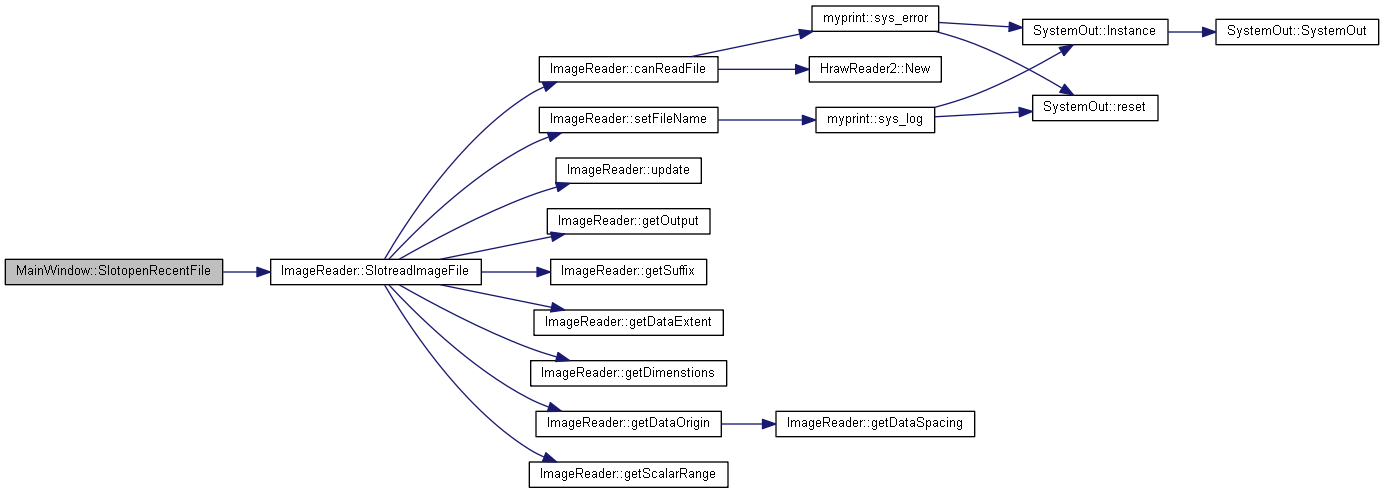 MainWindow::SlotopenRecentFile
ImageReader::SlotreadImageFile
ImageReader::canReadFile
ImageReader::setFileName
ImageReader::update
ImageReader::getOutput
ImageReader::getSuffix
ImageReader::getDataExtent
ImageReader::getDimenstions
ImageReader::getDataOrigin
ImageReader::getScalarRange
myprint::sys_error
HrawReader2::New
myprint::sys_log
ImageReader::getDataSpacing
SystemOut::Instance
SystemOut::reset
SystemOut::SystemOut